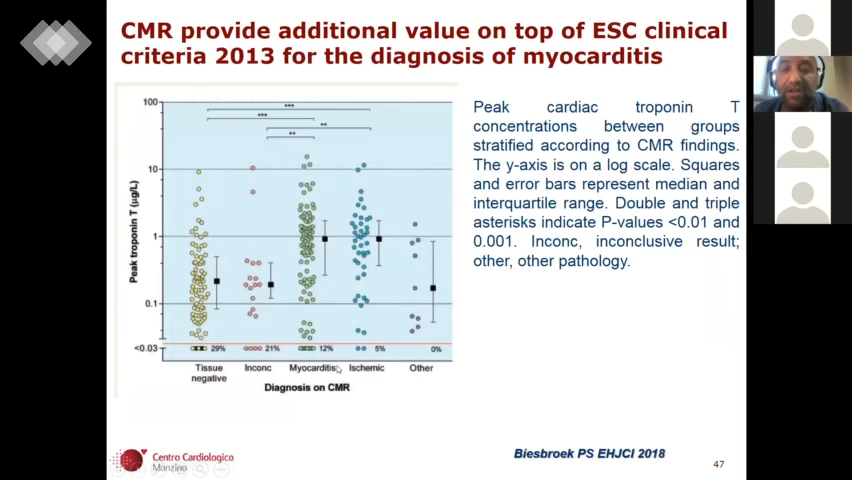 CMR provide additional value on top of ESC clinical
criteria 2013 for the diagnosis of myocarditis
100
10
1
0.1
<0.03
Peak troponin T (µg/L)
***
***
**
**
29%
21%
12%
5%
0%
Tissue
negative
Inconc
Myocarditis
Ischemic
Other
Diagnosis on CMR
Peak cardiac troponin T
concentrations between groups
stratified according to CMR findings.
The y-axis is on a log scale. Squares
and error bars represent median and
interquartile range. Double and triple
asterisks indicate P-values <0.01 and
0.001. Inconc, inconclusive result;
other, other pathology.
Centro Cardiologico
Monzino
Biesbroek PS EHJCI 2018
47